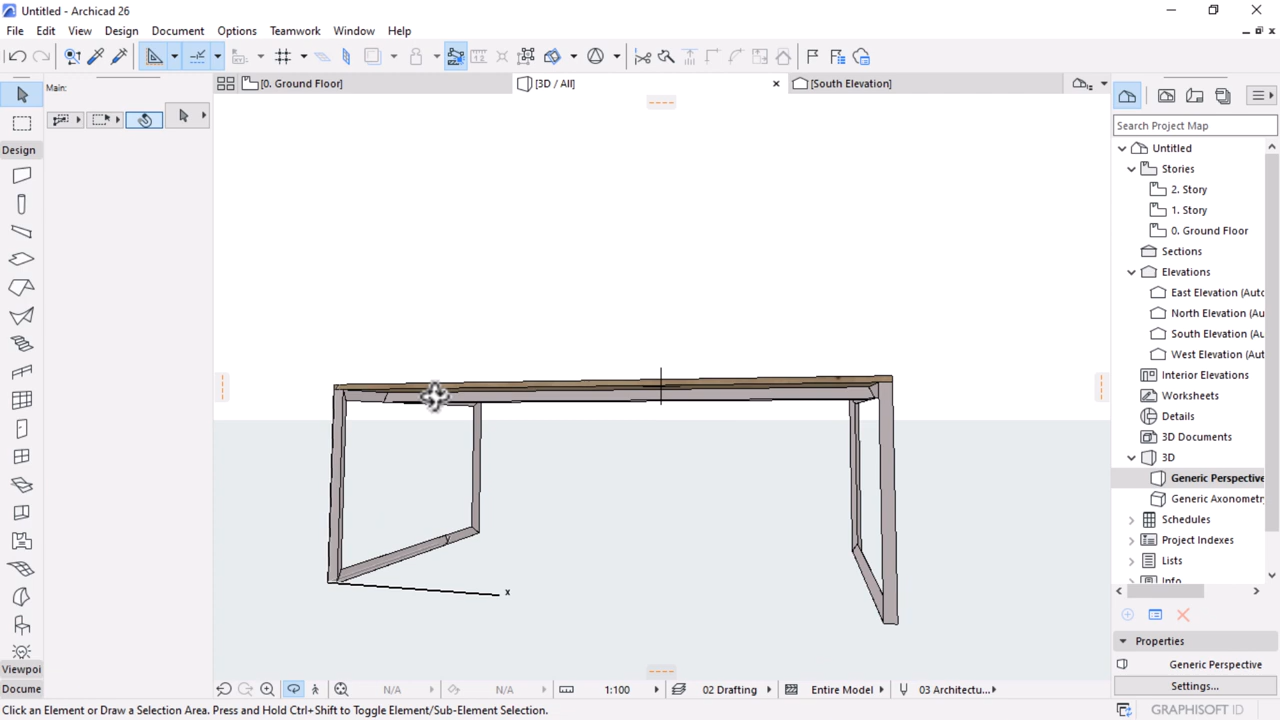 Untitled - Archicad 26
File Edit View Design Document Options Teamwork Window Help
[0. Ground Floor] [3D / All] [South Elevation]
Main:
Design
Viewpoi
Docume
x
Search Project Map
Untitled
Stories
2. Story
1. Story
0. Ground Floor
Sections
Elevations
East Elevation (Auto
North Elevation (Au
South Elevation (Aut
West Elevation (Aut
Interior Elevations
Worksheets
Details
3D Documents
3D
Generic Perspective
Generic Axonometr
Schedules
Project Indexes
Lists
Info
Properties
Generic Perspective
Settings...
N/A N/A 1:100 02 Drafting Entire Model 03 Architectu...
Click an Element or Draw a Selection Area. Press and Hold Ctrl+Shift to Toggle Element/Sub-Element Selection.
GRAPHISOFT ID